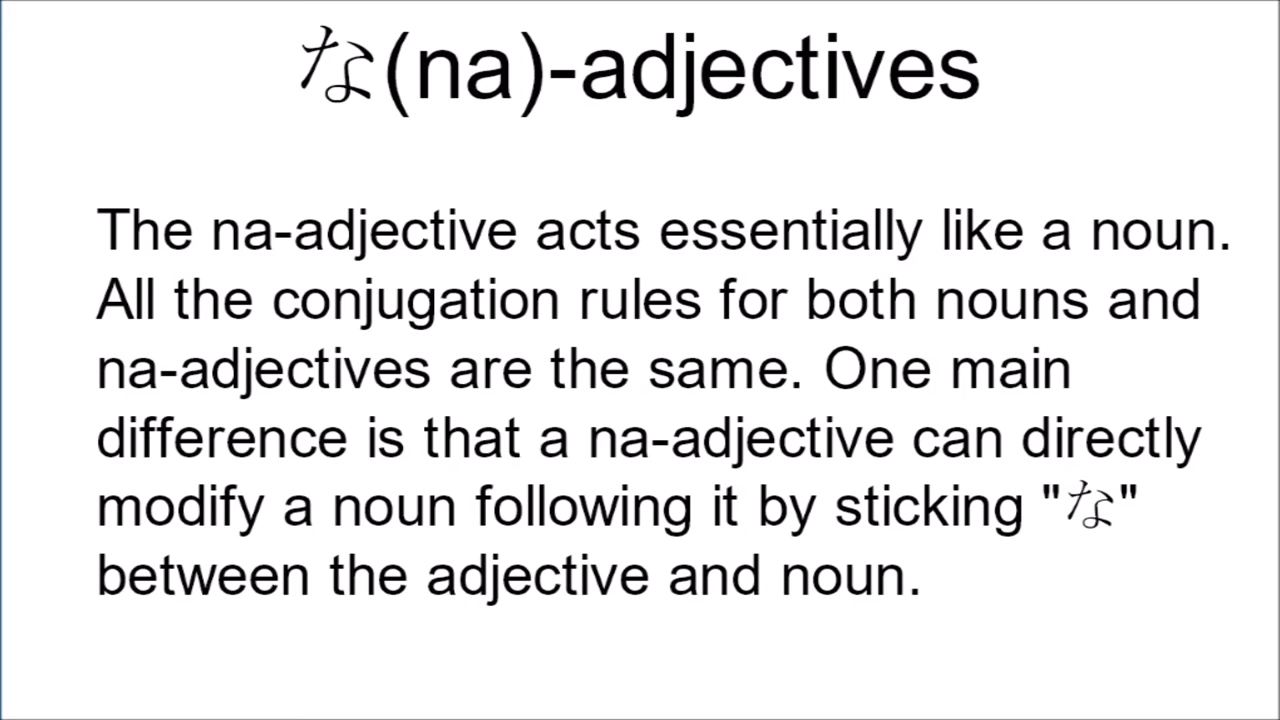 な(na)-adjectives
The na-adjective acts essentially like a noun.
All the conjugation rules for both nouns and
na-adjectives are the same. One main
difference is that a na-adjective can directly
modify a noun following it by sticking "な"
between the adjective and noun.